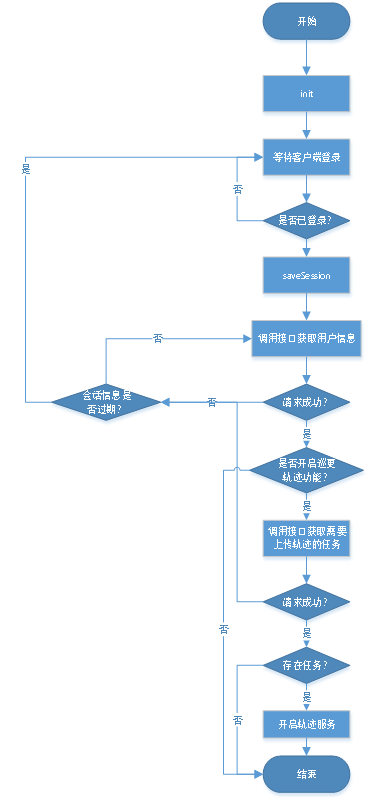 开始
init
等待客户端登录
是
否
是否已登录?
saveSession
调用接口获取用户信息
否
会话信息是
否过期?
否
请求成功?
是
是否开启巡更
轨迹功能?
是
调用接口获取需要
上传轨迹的任务
请求成功?
是
否
存在任务?
是
否
开启轨迹服务
结束